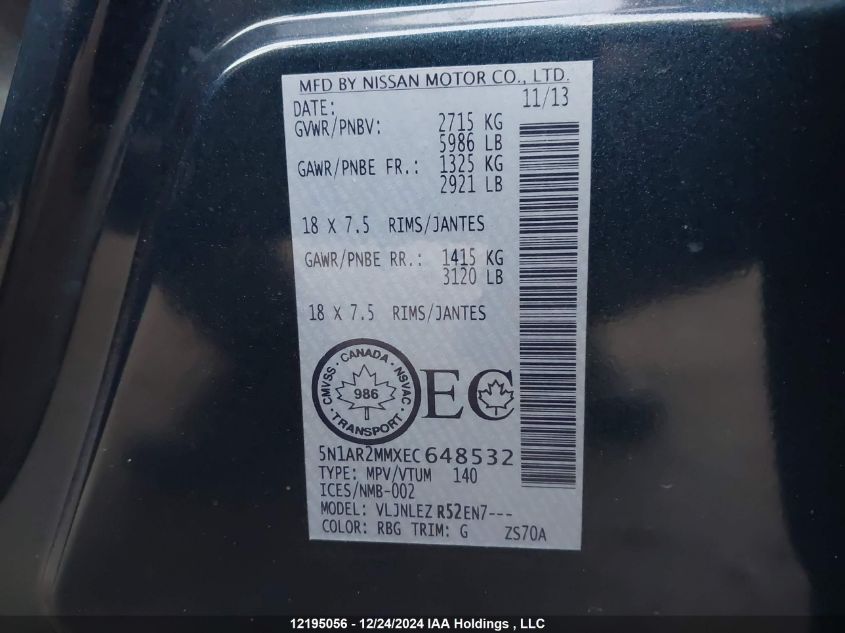 MFD BY NISSAN MOTOR CO., LTD.
DATE: 11/13
GVWR/PNBV: 2715 KG
5986 LB
GAWR/PNBE FR.: 1325 KG
2921 LB
18 X 7.5 RIMS/JANTES
GAWR/PNBE RR.: 1415 KG
3120 LB
18 X 7.5 RIMS/JANTES
CMVSS · CANADA · NSVAC · TRANSPORT ·
986
EC
5N1AR2MMXEC648532
TYPE: MPV/VTUM 140
ICES/NMB-002
MODEL: VLJNLEZ R52EN7---
COLOR: RBG TRIM: G ZS70A
12195056 - 12/24/2024 IAA Holdings , LLC